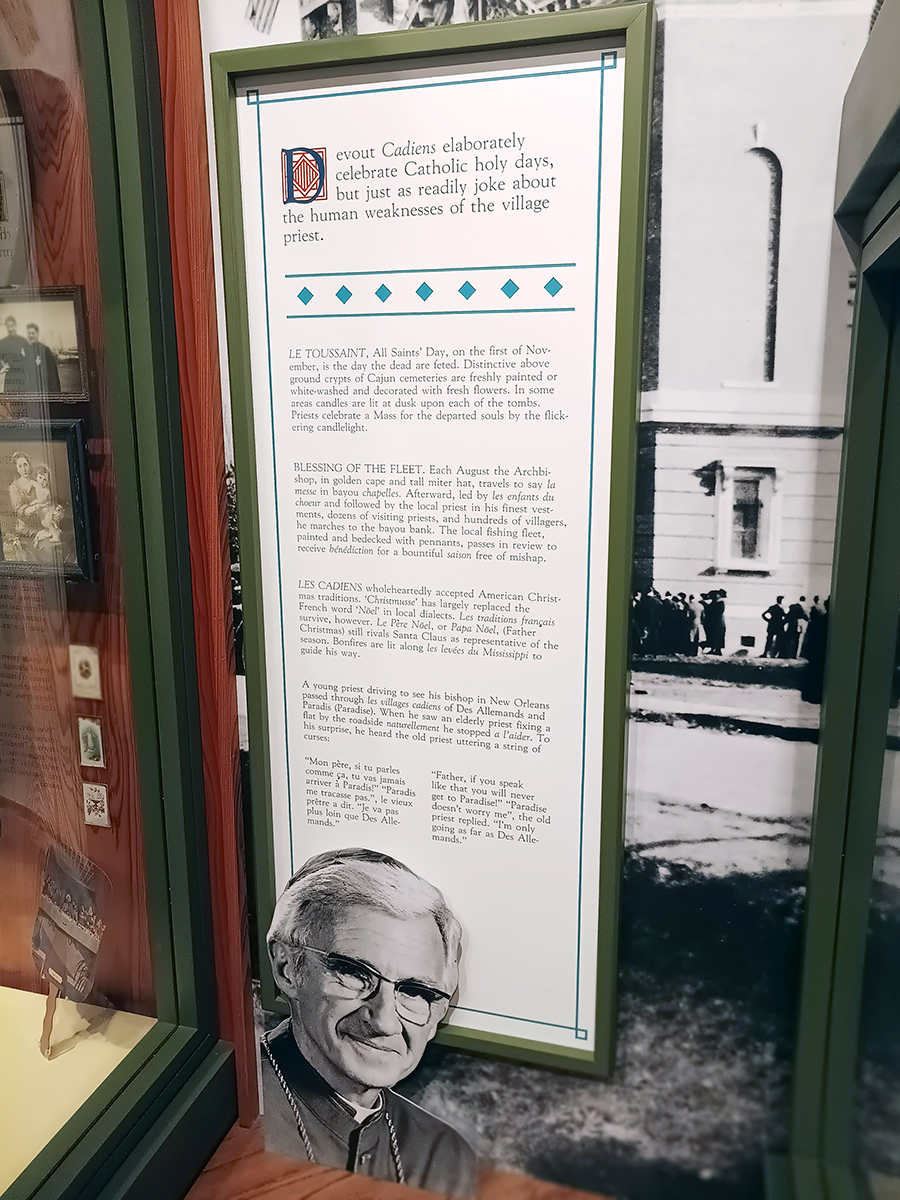 Devout Cadiens elaborately
celebrate Catholic holy days,
but just as readily joke about
the human weaknesses of the village
priest.
LE TOUSSAINT, All Saints' Day, on the first of Nov-
ember, is the day the dead are feted. Distinctive above
ground crypts of Cajun cemeteries are freshly painted or
white-washed and decorated with fresh flowers. In some
areas candles are lit at dusk upon each of the tombs.
Priests celebrate a Mass for the departed souls by the flick-
ering candlelight.
BLESSING OF THE FLEET. Each August the Archbi-
shop, in golden cape and tall miter hat, travels to say la
messe in bayou chapelles. Afterward, led by les enfants du
choeur and followed by the local priest in his finest vest-
ments, dozens of visiting priests, and hundreds of villagers,
he marches to the bayou bank. The local fishing fleet,
painted and bedecked with pennants, passes in review to
receive bénédiction for a bountiful saison free of mishap.
LES CADIENS wholeheartedly accepted American Christ-
mas traditions. 'Christmusse' has largely replaced the
French word 'Nöel' in local dialects. Les traditions français
survive, however. Le Père Nöel, or Papa Nöel, (Father
Christmas) still rivals Santa Claus as representative of the
season. Bonfires are lit along les levées du Mississippi to
guide his way.
A young priest driving to see his bishop in New Orleans
passed through les villages cadiens of Des Allemands and
Paradis (Paradise). When he saw an elderly priest fixing a
flat by the roadside naturellement he stopped a l'aider. To
his surprise, he heard the old priest uttering a string of
curses:
"Mon père, si tu parles
comme ça, tu vas jamais
arriver à Paradis!" "Paradis
me tracasse pas.", le vieux
prêtre a dit. "Je va pas
plus loin que Des Alle-
mands."
"Father, if you speak
like that you will never
get to Paradise!" "Paradise
doesn't worry me", the old
priest replied. "I'm only
going as far as Des Alle-
mands."